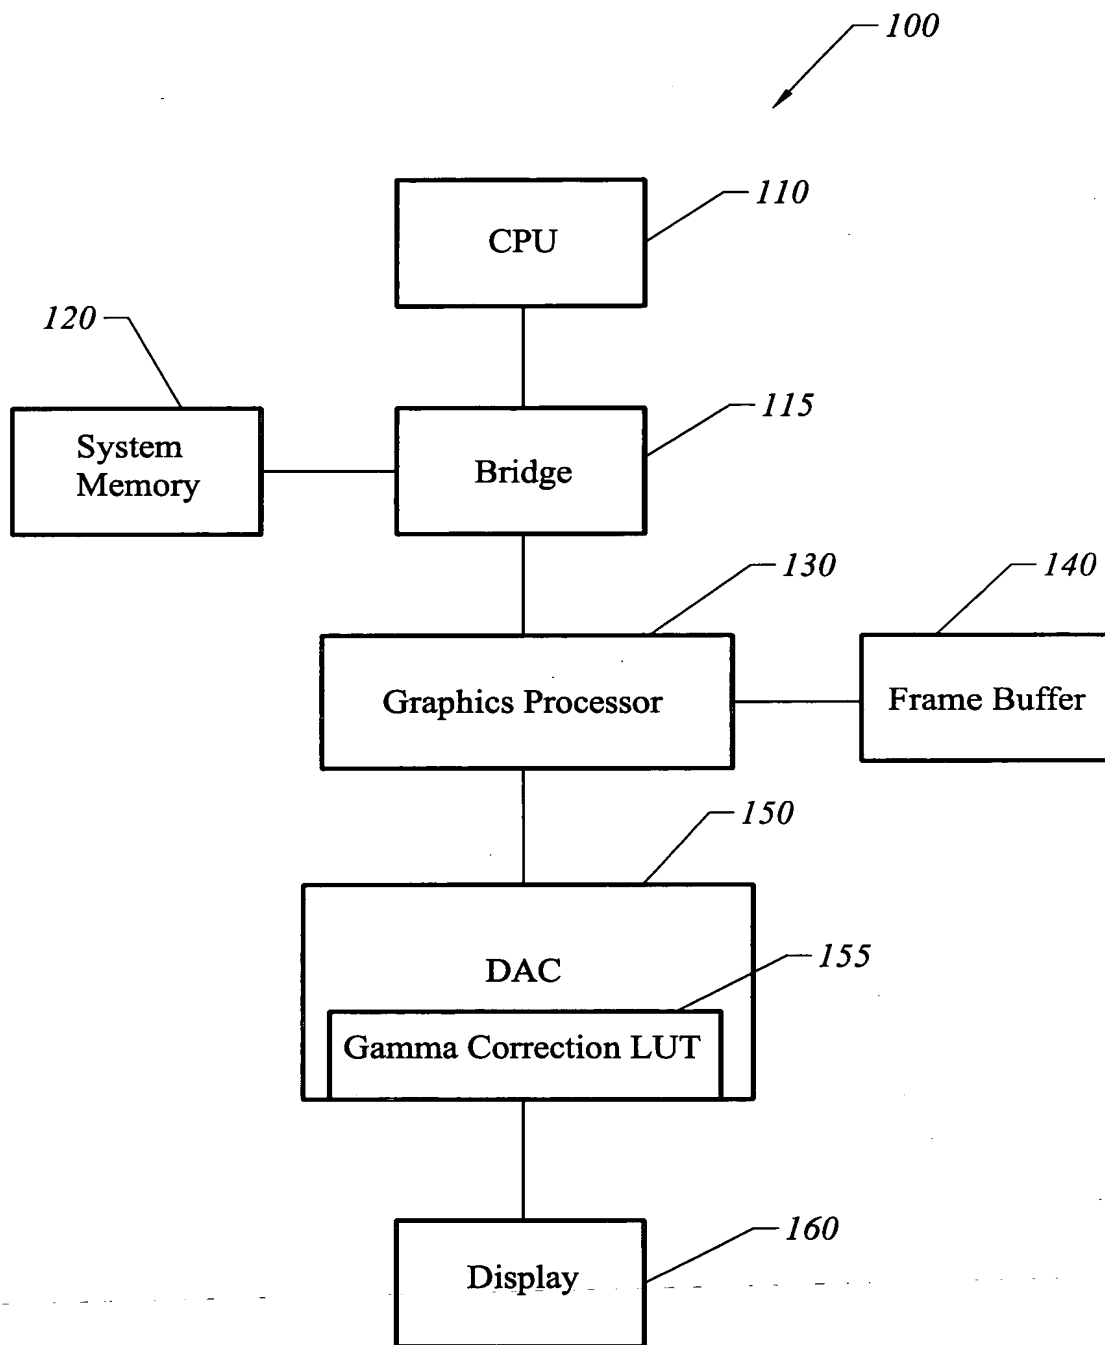 100
110
CPU
120
115
System
Memory
Bridge
130
140
Graphics Processor
Frame Buffer
150
155
DAC
Gamma Correction LUT
160
Display